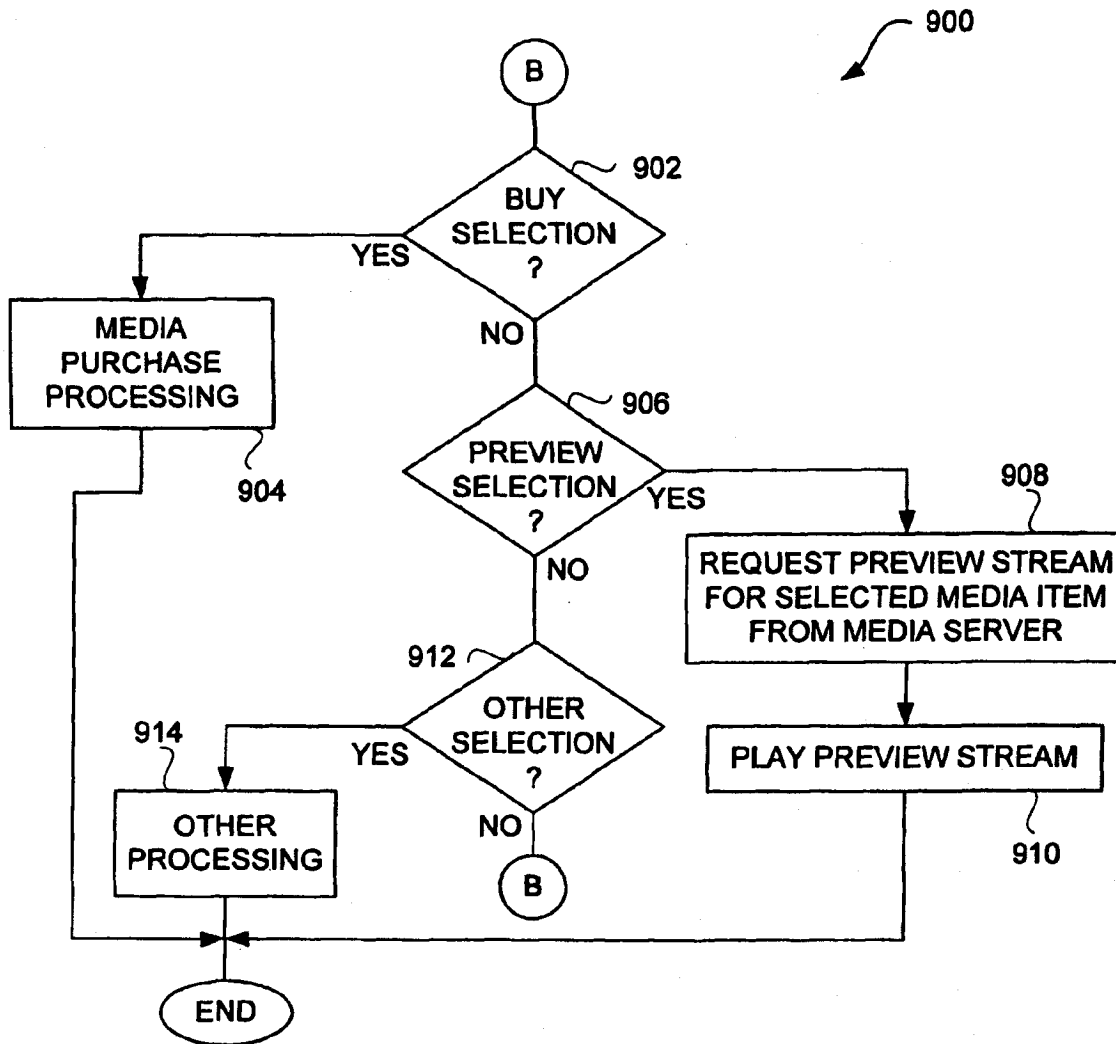 900
B
902
BUY
SELECTION
?
YES
NO
MEDIA
PURCHASE
PROCESSING
904
906
PREVIEW
SELECTION
?
YES
NO
908
REQUEST PREVIEW STREAM
FOR SELECTED MEDIA ITEM
FROM MEDIA SERVER
912
OTHER
SELECTION
?
YES
NO
914
OTHER
PROCESSING
PLAY PREVIEW STREAM
910
B
END